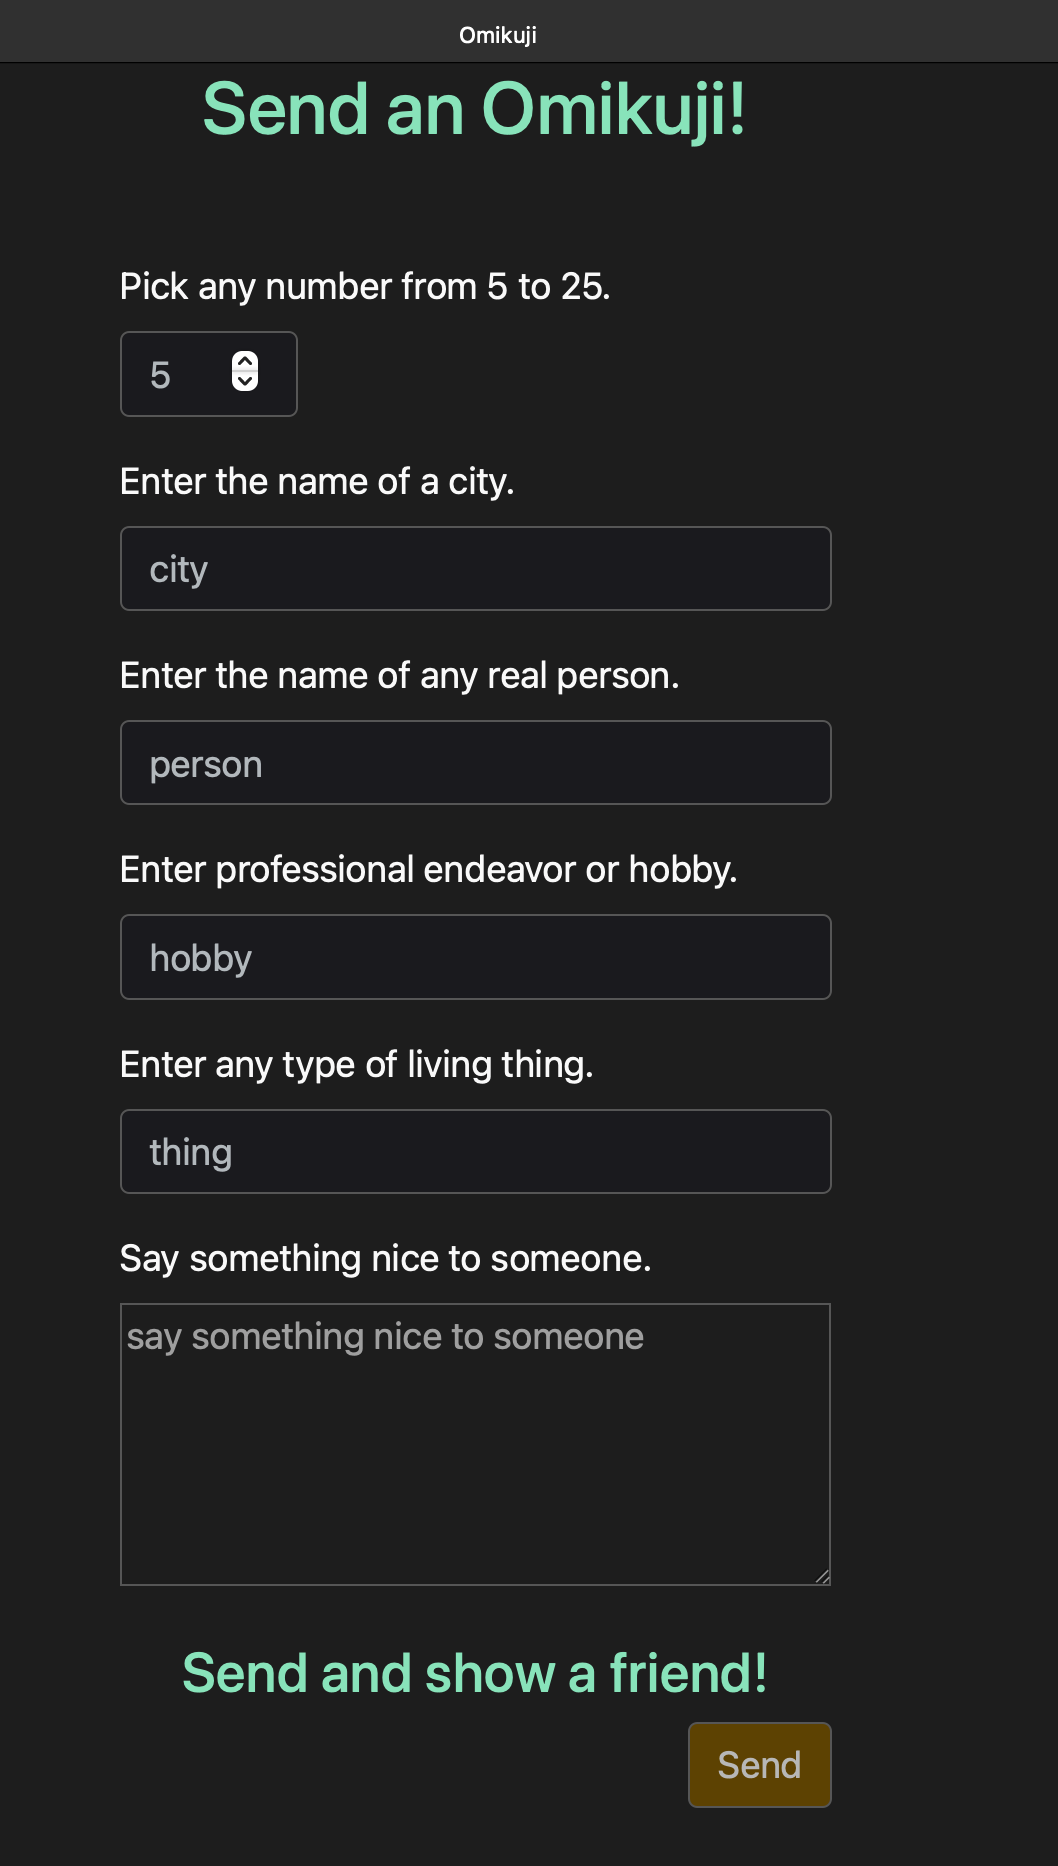 Omikuji
Send an Omikuji!
Pick any number from 5 to 25.
5
Enter the name of a city.
city
Enter the name of any real person.
person
Enter professional endeavor or hobby.
hobby
Enter any type of living thing.
thing
Say something nice to someone.
say something nice to someone
Send and show a friend!
Send